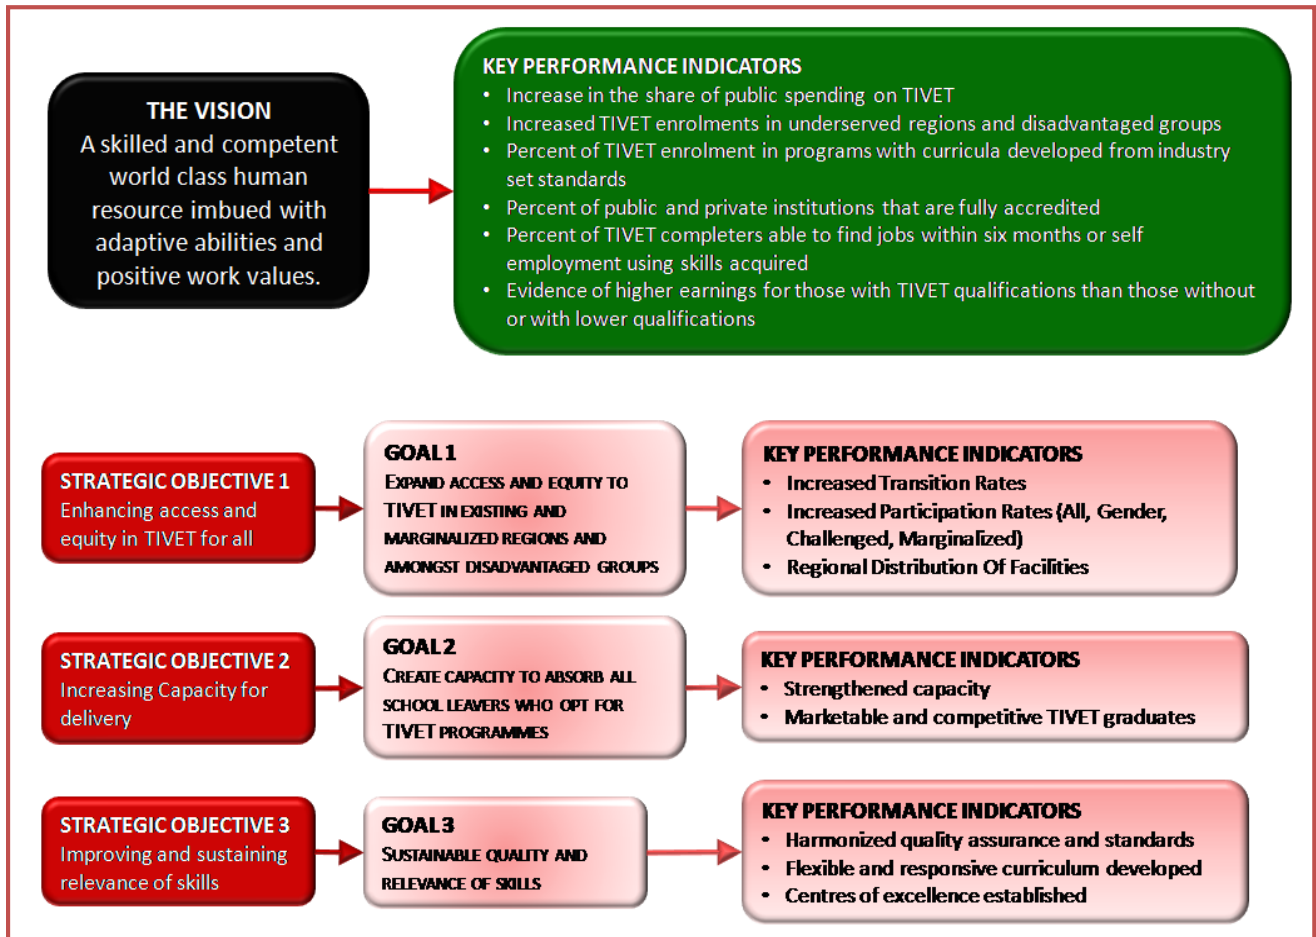 THE VISION
A skilled and competent
world class human
resource imbued with
adaptive abilities and
positive work values.
KEY PERFORMANCE INDICATORS
• Increase in the share of public spending on TIVET
• Increased TIVET enrolments in underserved regions and disadvantaged groups
• Percent of TIVET enrolment in programs with curricula developed from industry
set standards
• Percent of public and private institutions that are fully accredited
• Percent of TIVET completers able to find jobs within six months or self
employment using skills acquired
• Evidence of higher earnings for those with TIVET qualifications than those without
or with lower qualifications
STRATEGIC OBJECTIVE 1
Enhancing access and
equity in TIVET for all
GOAL 1
EXPAND ACCESS AND EQUITY TO
TIVET IN EXISTING AND
MARGINALIZED REGIONS AND
AMONGST DISADVANTAGED GROUPS
KEY PERFORMANCE INDICATORS
• Increased Transition Rates
• Increased Participation Rates (All, Gender,
Challenged, Marginalized)
• Regional Distribution Of Facilities
STRATEGIC OBJECTIVE 2
Increasing Capacity for
delivery
GOAL 2
CREATE CAPACITY TO ABSORB ALL
SCHOOL LEAVERS WHO OPT FOR
TIVET PROGRAMMES
KEY PERFORMANCE INDICATORS
• Strengthened capacity
• Marketable and competitive TIVET graduates
STRATEGIC OBJECTIVE 3
Improving and sustaining
relevance of skills
GOAL 3
SUSTAINABLE QUALITY AND
RELEVANCE OF SKILLS
KEY PERFORMANCE INDICATORS
• Harmonized quality assurance and standards
• Flexible and responsive curriculum developed
• Centres of excellence established